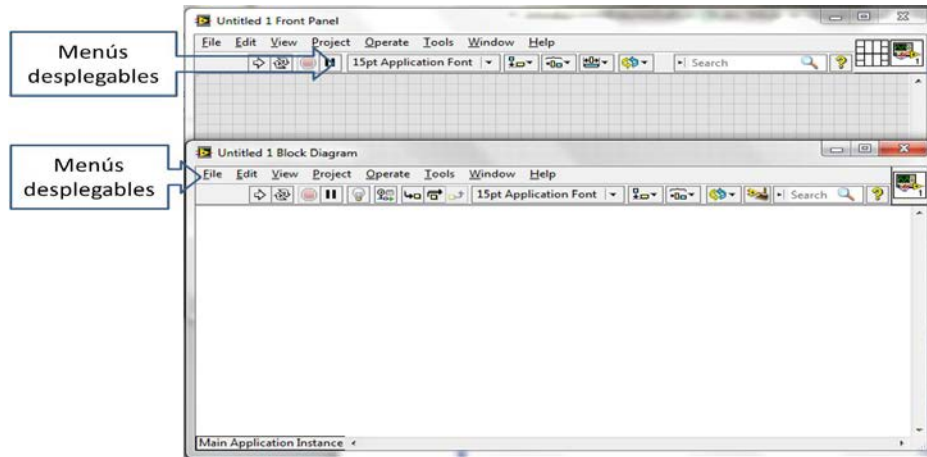 Untitled 1 Front Panel
File Edit View Project Operate Tools Window Help
15pt Application Font Search ?
1
Menús
desplegables
Untitled 1 Block Diagram
File Edit View Project Operate Tools Window Help
15pt Application Font Search ?
1
Menús
desplegables
Main Application Instance